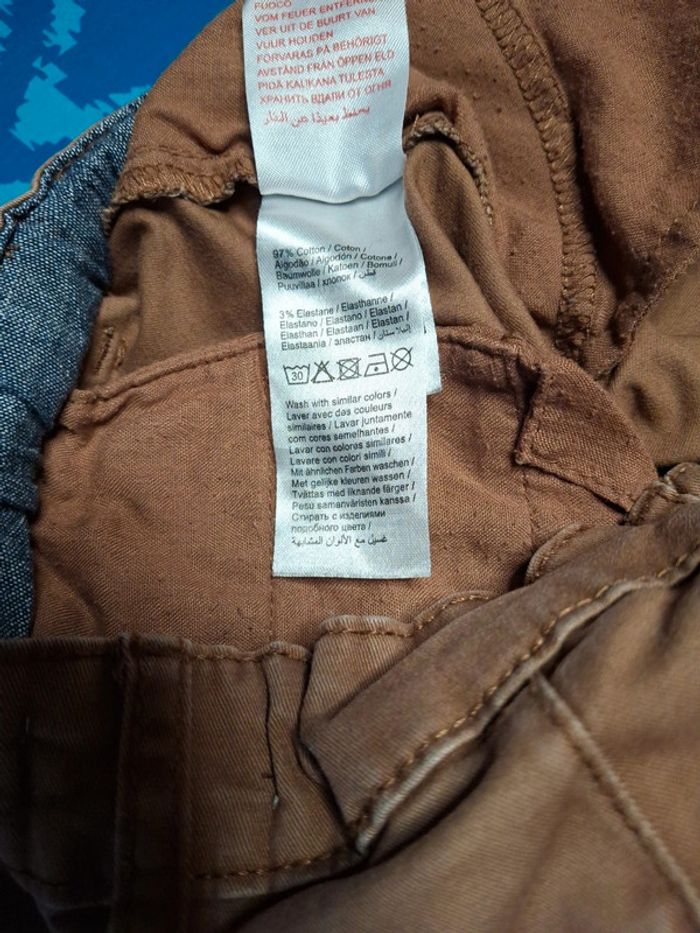 FUOCO
VOM FEUER ENTFERN
VER UIT DE BUURT VAN
VUUR HOUDEN
FÖRVARAS PÅ BEHÖRIGT
AVSTÅND FRÅN ÖPPEN ELD
PIDÄ KAUKANA TULESTA
ХРАНИТЬ ВДАЛИ ОТ ОГНЯ
يحفظ بعيدا عن النار
97% Cotton / Coton /
Algodão / Algodón / Cotone /
Baumwolle / Katoen / Bomull /
Puuvillaa / хлопок / قطن
3% Elastane / Elasthanne /
Elastano / Elastano / Elastan /
Elasthan / Elastaan / Elastan /
Elastaania / эластан / إيلاستان
30
Wash with similar colors /
Laver avec des couleurs
similaires / Lavar juntamente
com cores semelhantes /
Lavar con colores similares /
Lavare con colori simili /
Mit ähnlichen Farben waschen /
Met gelijke kleuren wassen /
Tvättas med liknande färger /
Pesu samanväristen kanssa /
Стирать с изделиями
подобного цвета /
غسيل مع الألوان المشابهة